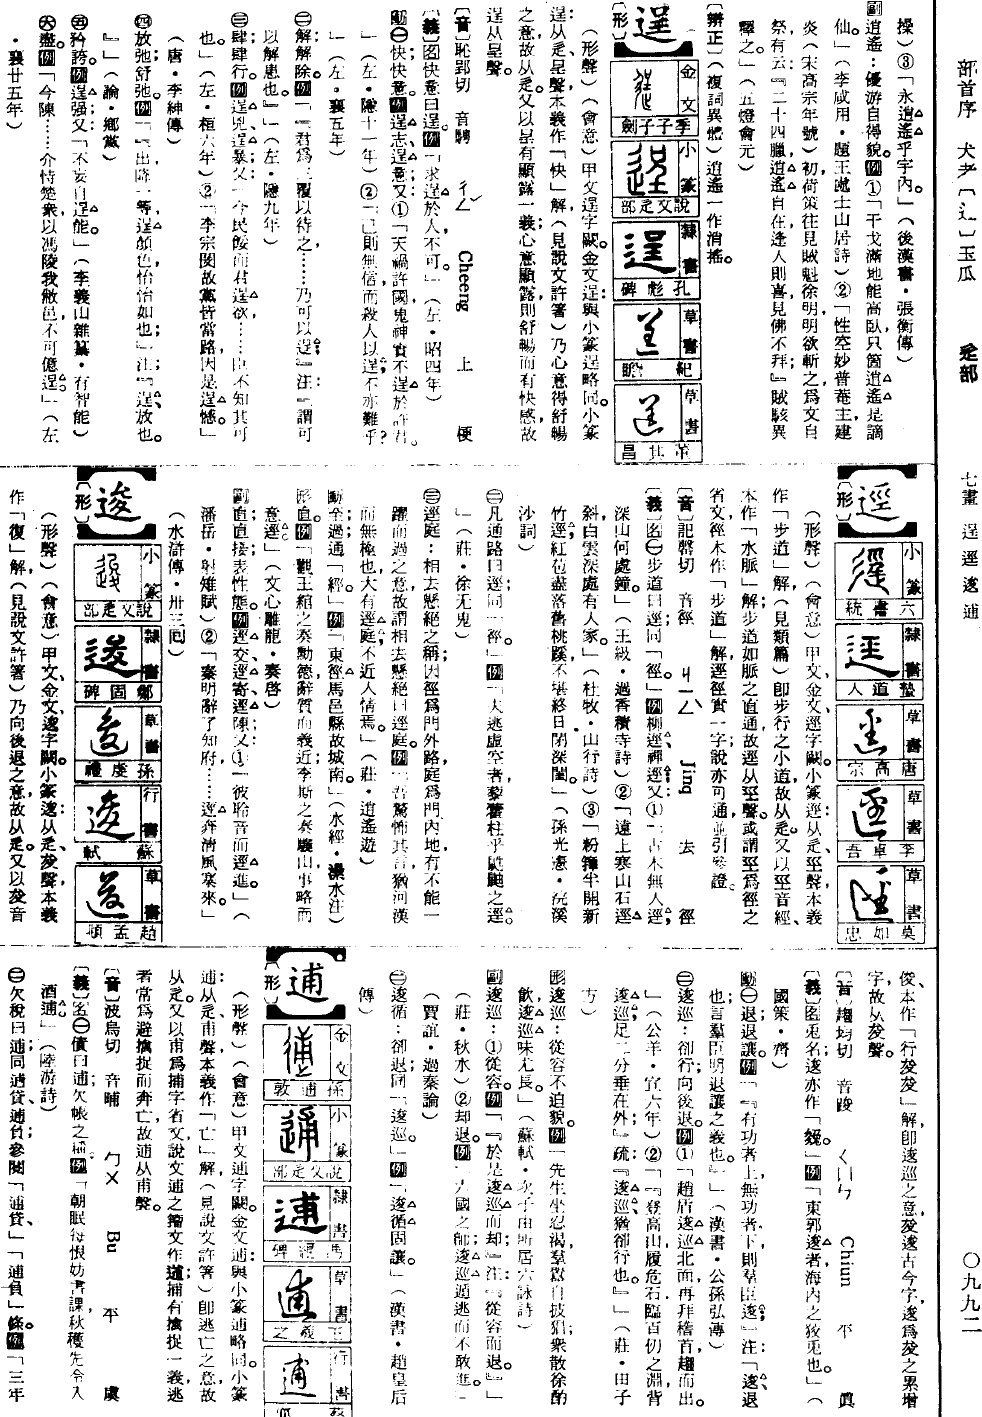 部首序 犬尹〔辶〕玉瓜 辵部 七畫 逞逕逡逋 〇九九二
操）③「永逍遙乎宇內。」（後漢書・張衡傳）
副逍遙：優游自得貌。例①「干戈滿地能高臥，只箇逍遙是謫
仙。」（李咸用・題王處士山居詩）②「性空妙普菴主，建
炎（宋高宗年號）初，荷策往見賊魁徐明，明欲斬之，為文自
祭，有云：『二十四臘逍遙自在，逢人則喜，見佛不拜。』賊駭異
釋之。」（五燈會元）
〔辨正〕（複詞異體）逍遙一作消搖。
逞
〔形〕
金文 季子子劍
小篆 說文辵部
隸書 孔彪碑
草書 紀瞻
草書 董其昌
（形聲）（會意）甲文逞字闕。金文逞：與小篆逞略同。小篆
逞：从辵，呈聲，本義作「快」解（見說文許箸），乃心意得舒暢
之意，故从辵。又以呈有顯露一義，心意顯露則舒暢而有快感，故
逞从呈聲。
〔音〕恥郢切 音騁 ㄔㄥˇ Cheeng 上 梗
〔義〕名快意曰逞。例「求逞於人，不可。」（左・昭四年）
動㊀快；快意。例逞志；逞意；又：①「天禍許國，鬼神實不逞於許君。
」（左・隱十一年）②「己則無信，而殺人以逞，不亦難乎？
」（左・襄五年）
㊁解；解除。例「『君為三覆以待之……乃可以逞。』注：『謂可
以解患也。』」（左・隱九年）
㊂肆；肆行。例逞兇；逞暴；又「今民餒而君逞欲……臣不知其可
也。」（左・桓六年）②「李宗閔故黨皆當路，因是逞憾。」
（唐・李紳傳）
㊃放弛；舒弛。例「『出，降一等，逞顏色，怡怡如也。』注：『逞，放也。
』」（論・鄉黨）
㊄矜誇。例逞强；又「不妄自逞能。」（李義山雜纂・有智能）
㊅盡。例「今陳……介恃楚衆，以馮陵我敝邑，不可億逞。」（左
・襄廿五年）
逕
〔形〕
小篆 六書統
隸書 蟄道人
草書 唐高宗
草書 李卓吾
草書 莫如忠
（形聲）（會意）甲文、金文逕字闕。小篆逕：从辵，巠聲，本義
作「步道」解（見類篇），即步行之小道，故从辵。又以巠音經，
本作「水脈」解；步道如脈之直通，故逕从巠聲。或謂巠為徑之
省文，徑本作「步道」解，逕徑實一字；說亦可通，並引參證。
〔音〕記磬切 音徑 ㄐㄧㄥˋ Jing 去 徑
〔義〕名㊀步道曰逕，同「徑」。例柳逕；禪逕；又①「古木無人逕，
深山何處鐘。」（王維・過香積寺詩）②「遠上寒山石逕
斜，白雲深處有人家。」（杜牧・山行詩）③「粉籜半開新
竹逕，紅苞盡落舊桃蹊，不堪終日閉深閨。」（孫光憲・浣溪
沙詞）
㊁凡通路曰逕，同「徑」。例「夫逃虛空者，藜藿柱乎鼪鼬之逕。
」（莊・徐无鬼）
㊂逕庭：相去懸絕之稱，因徑為門外路，庭為門內地，有不能一
躍而過之意，故謂相去懸絕曰逕庭。例「吾驚怖其言猶河漢
而無極也，大有逕庭，不近人情焉。」（莊・逍遙遊）
動至；過；通「經」。例「東逕馬邑縣故城南。」（水經・㶟水注）
形直。例「觀王綰之奏勳德，辭質而義近；李斯之奏驪山，事略而
意逕。」（文心雕龍・奏啓）
副直；直接；表性態。例逕交；逕寄；逕陳；又①「彼聆音而逕進。」（
潘岳・射雉賦）②「秦明辭了知府……逕奔清風寨來。」
（水滸傳・卅三囘）
逡
〔形〕
小篆 說文辵部
隸書 鄭固碑
草書 孫虔禮
行書 蘇軾
草書 趙孟頫
（形聲）（會意）甲文、金文逡字闕。小篆逡：从辵，夋聲，本義
作「復」解（見說文許箸），乃向後退之意，故从辵。又以夋音
俊，本作「行夋夋」解，即逡巡之意，夋逡古今字，逡為夋之累增
字，故从夋聲。
〔音〕趨均切 音踆 ㄑㄩㄣ Chiun 平 眞
〔義〕名兎名，逡亦作「㕙」。例「東郭逡者，海內之狡兎也。」（
國策・齊）
動㊀退；退讓。例「『有功者上，無功者下，則羣臣逡。』注：『逡，退
也；言羣臣明退讓之義也。』」（漢書・公孫弘傳）
㊁逡巡：卻行；向後退。例①「趙盾逡巡北面再拜稽首，趨而出。
」（公羊・宣六年）②「『登高山，履危石，臨百仞之淵，背
逡巡，足二分垂在外。』疏：『逡巡，猶卻行也。』」（莊・田子
方）
形逡巡：從容不迫貌。例「先生坐忍渴，羣囂自披猖；衆散徐酌
飲，逡巡味尤長。」（蘇軾・次子由所居六詠詩）
副逡巡：①從容。例「『於是逡巡而却。』注：『從容而退。』」
（莊・秋水）②却退。例「九國之師逡巡遁逃而不敢進。」
（賈誼・過秦論）
㊁逡循：卻退，同「逡巡」。例「逡循固讓。」（漢書・趙皇后
傳）
逋
〔形〕
金文 孫逋敦
小篆 說文辵部
隸書 馬琨碑
草書 王羲之
行書
（形聲）（會意）甲文逋字闕。金文逋：與小篆逋略同。小篆
逋：从辵，甫聲，本義作「亡」解（見說文許箸），即逃亡之意，故
从辵。又以甫為捕字省文，說文逋之籀文作逋；捕有擒捉一義，逃
者常為避擒捉而奔亡，故逋从甫聲。
〔音〕波烏切 音晡 ㄅㄨ Bu 平 虞
〔義〕名㊀債曰逋；欠帳之稱。例「朝眠每恨妨書課，秋穫先令入
酒逋。」（陸游詩）
㊁欠稅曰逋，同逋貸、逋負；參閱「逋貸」、「逋負」條。例「三年